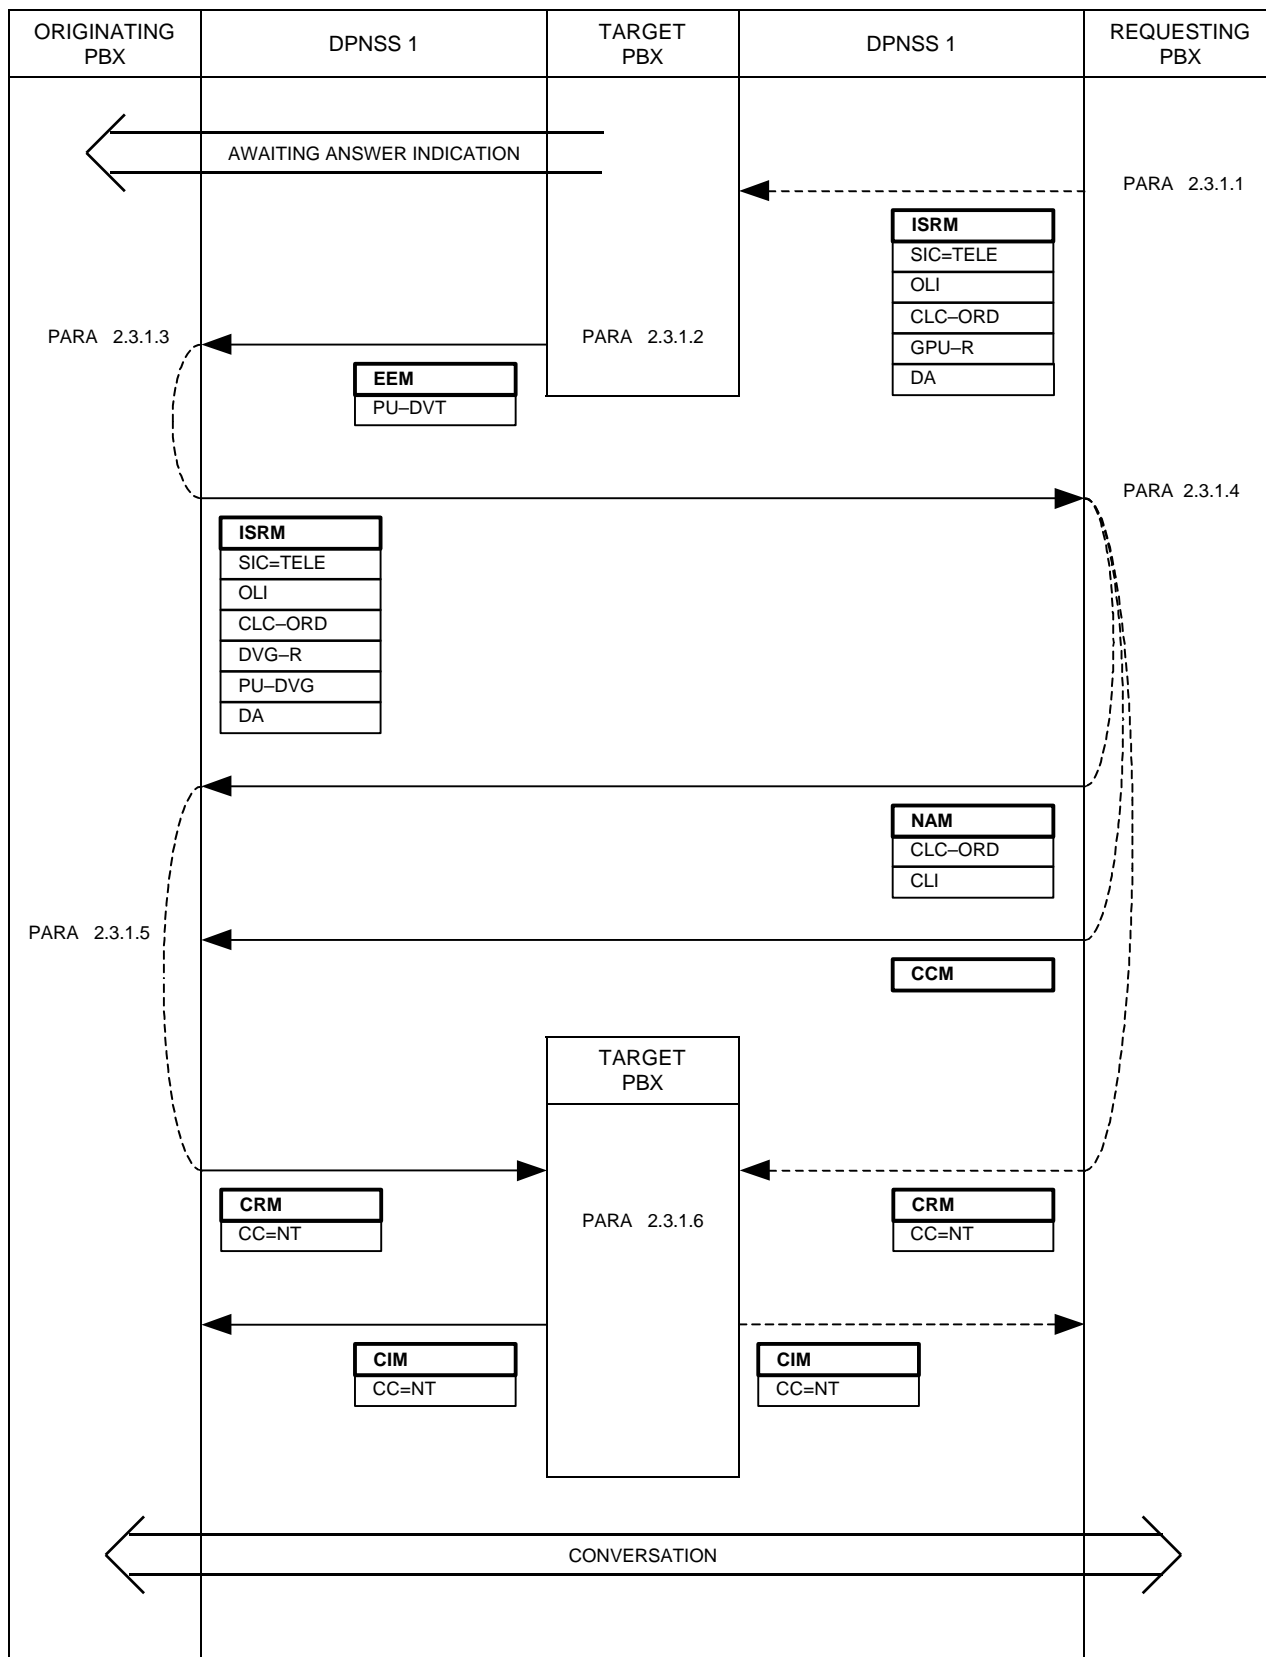 ORIGINATING
PBX
DPNSS 1
TARGET
PBX
DPNSS 1
REQUESTING
PBX
AWAITING ANSWER INDICATION
PARA 2.3.1.1
ISRM
SIC=TELE
OLI
CLC–ORD
GPU–R
DA
PARA 2.3.1.3
PARA 2.3.1.2
EEM
PU–DVT
PARA 2.3.1.4
ISRM
SIC=TELE
OLI
CLC–ORD
DVG–R
PU–DVG
DA
NAM
CLC–ORD
CLI
PARA 2.3.1.5
CCM
TARGET
PBX
CRM
CC=NT
PARA 2.3.1.6
CRM
CC=NT
CIM
CC=NT
CIM
CC=NT
CONVERSATION